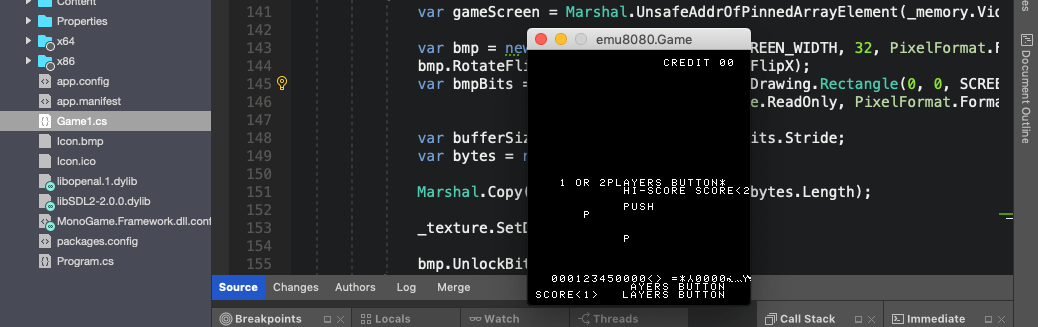 Content
Properties
x64
x86
app.config
app.manifest
Game1.cs
Icon.bmp
Icon.ico
libopenal.1.dylib
libSDL2-2.0.0.dylib
MonoGame.Framework.dll.conf
packages.config
Program.cs
141 var gameScreen = Marshal.UnsafeAddrOfPinnedArrayElement(_memory.Vid
142
143 var bmp = new REEN_WIDTH, 32, PixelFormat.F
144 bmp.RotateFli FlipX);
145 var bmpBits = Drawing.Rectangle(0, 0, SCREE
146 e.ReadOnly, PixelFormat.Forma
148 var bufferSiz its.Stride;
149 var bytes = n
150
151 Marshal.Copy( bytes.Length);
152
153 _texture.SetD
154
155 bmp.UnlockBit
emu8080.Game
CREDIT 00
1 OR 2PLAYERS BUTTON*
HI-SCORE SCORE<2
PUSH
P
P
AYERS BUTTON
SCORE<1> LAYERS BUTTON
Source Changes Authors Log Merge
Breakpoints Locals Watch Threads Call Stack Immediate
Document Outline